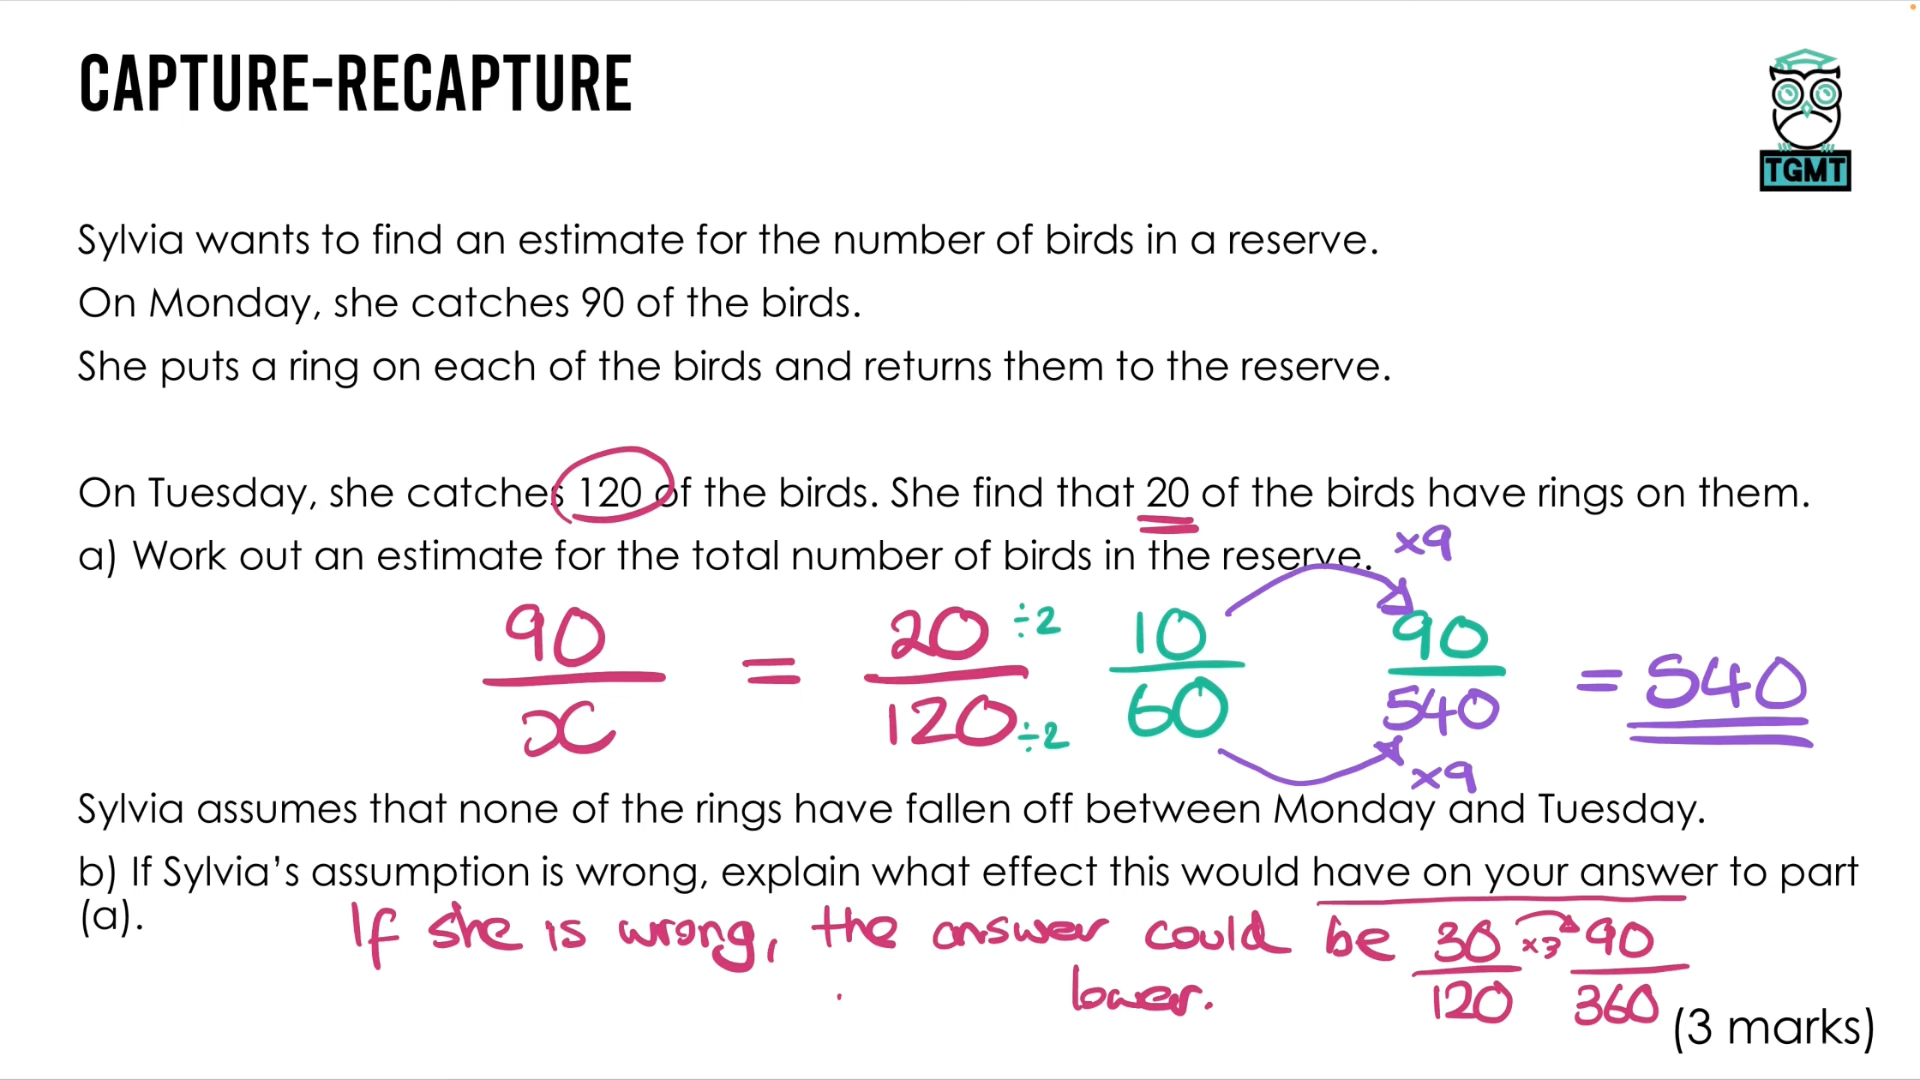 CAPTURE-RECAPTURE
TGMT
Sylvia wants to find an estimate for the number of birds in a reserve.
On Monday, she catches 90 of the birds.
She puts a ring on each of the birds and returns them to the reserve.
On Tuesday, she catches 120 of the birds. She find that 20 of the birds have rings on them.
a) Work out an estimate for the total number of birds in the reserve.
×9
90/x = 20/120 ÷2 ÷2 10/60 90/540 = 540
×9
Sylvia assumes that none of the rings have fallen off between Monday and Tuesday.
b) If Sylvia's assumption is wrong, explain what effect this would have on your answer to part
(a).
If she is wrong, the answer could be
lower.
30/120 ×3 90/360
(3 marks)